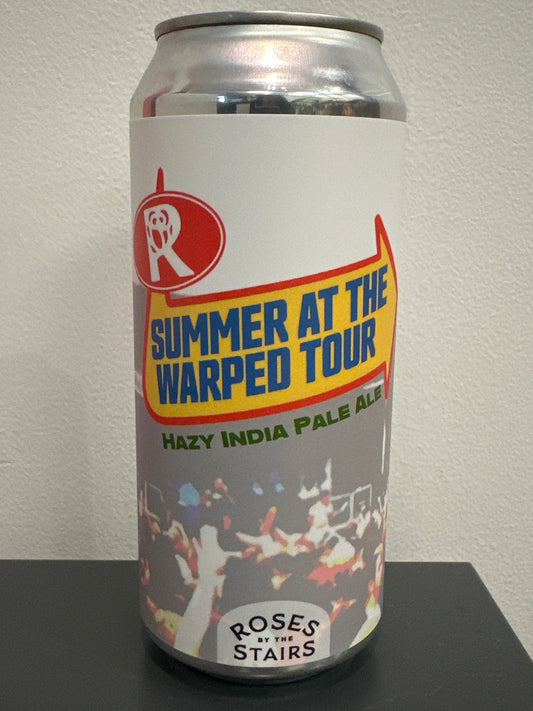 R
SUMMER AT THE
WARPED TOUR
HAZY INDIA PALE ALE
ROSES
BY THE
STAIRS